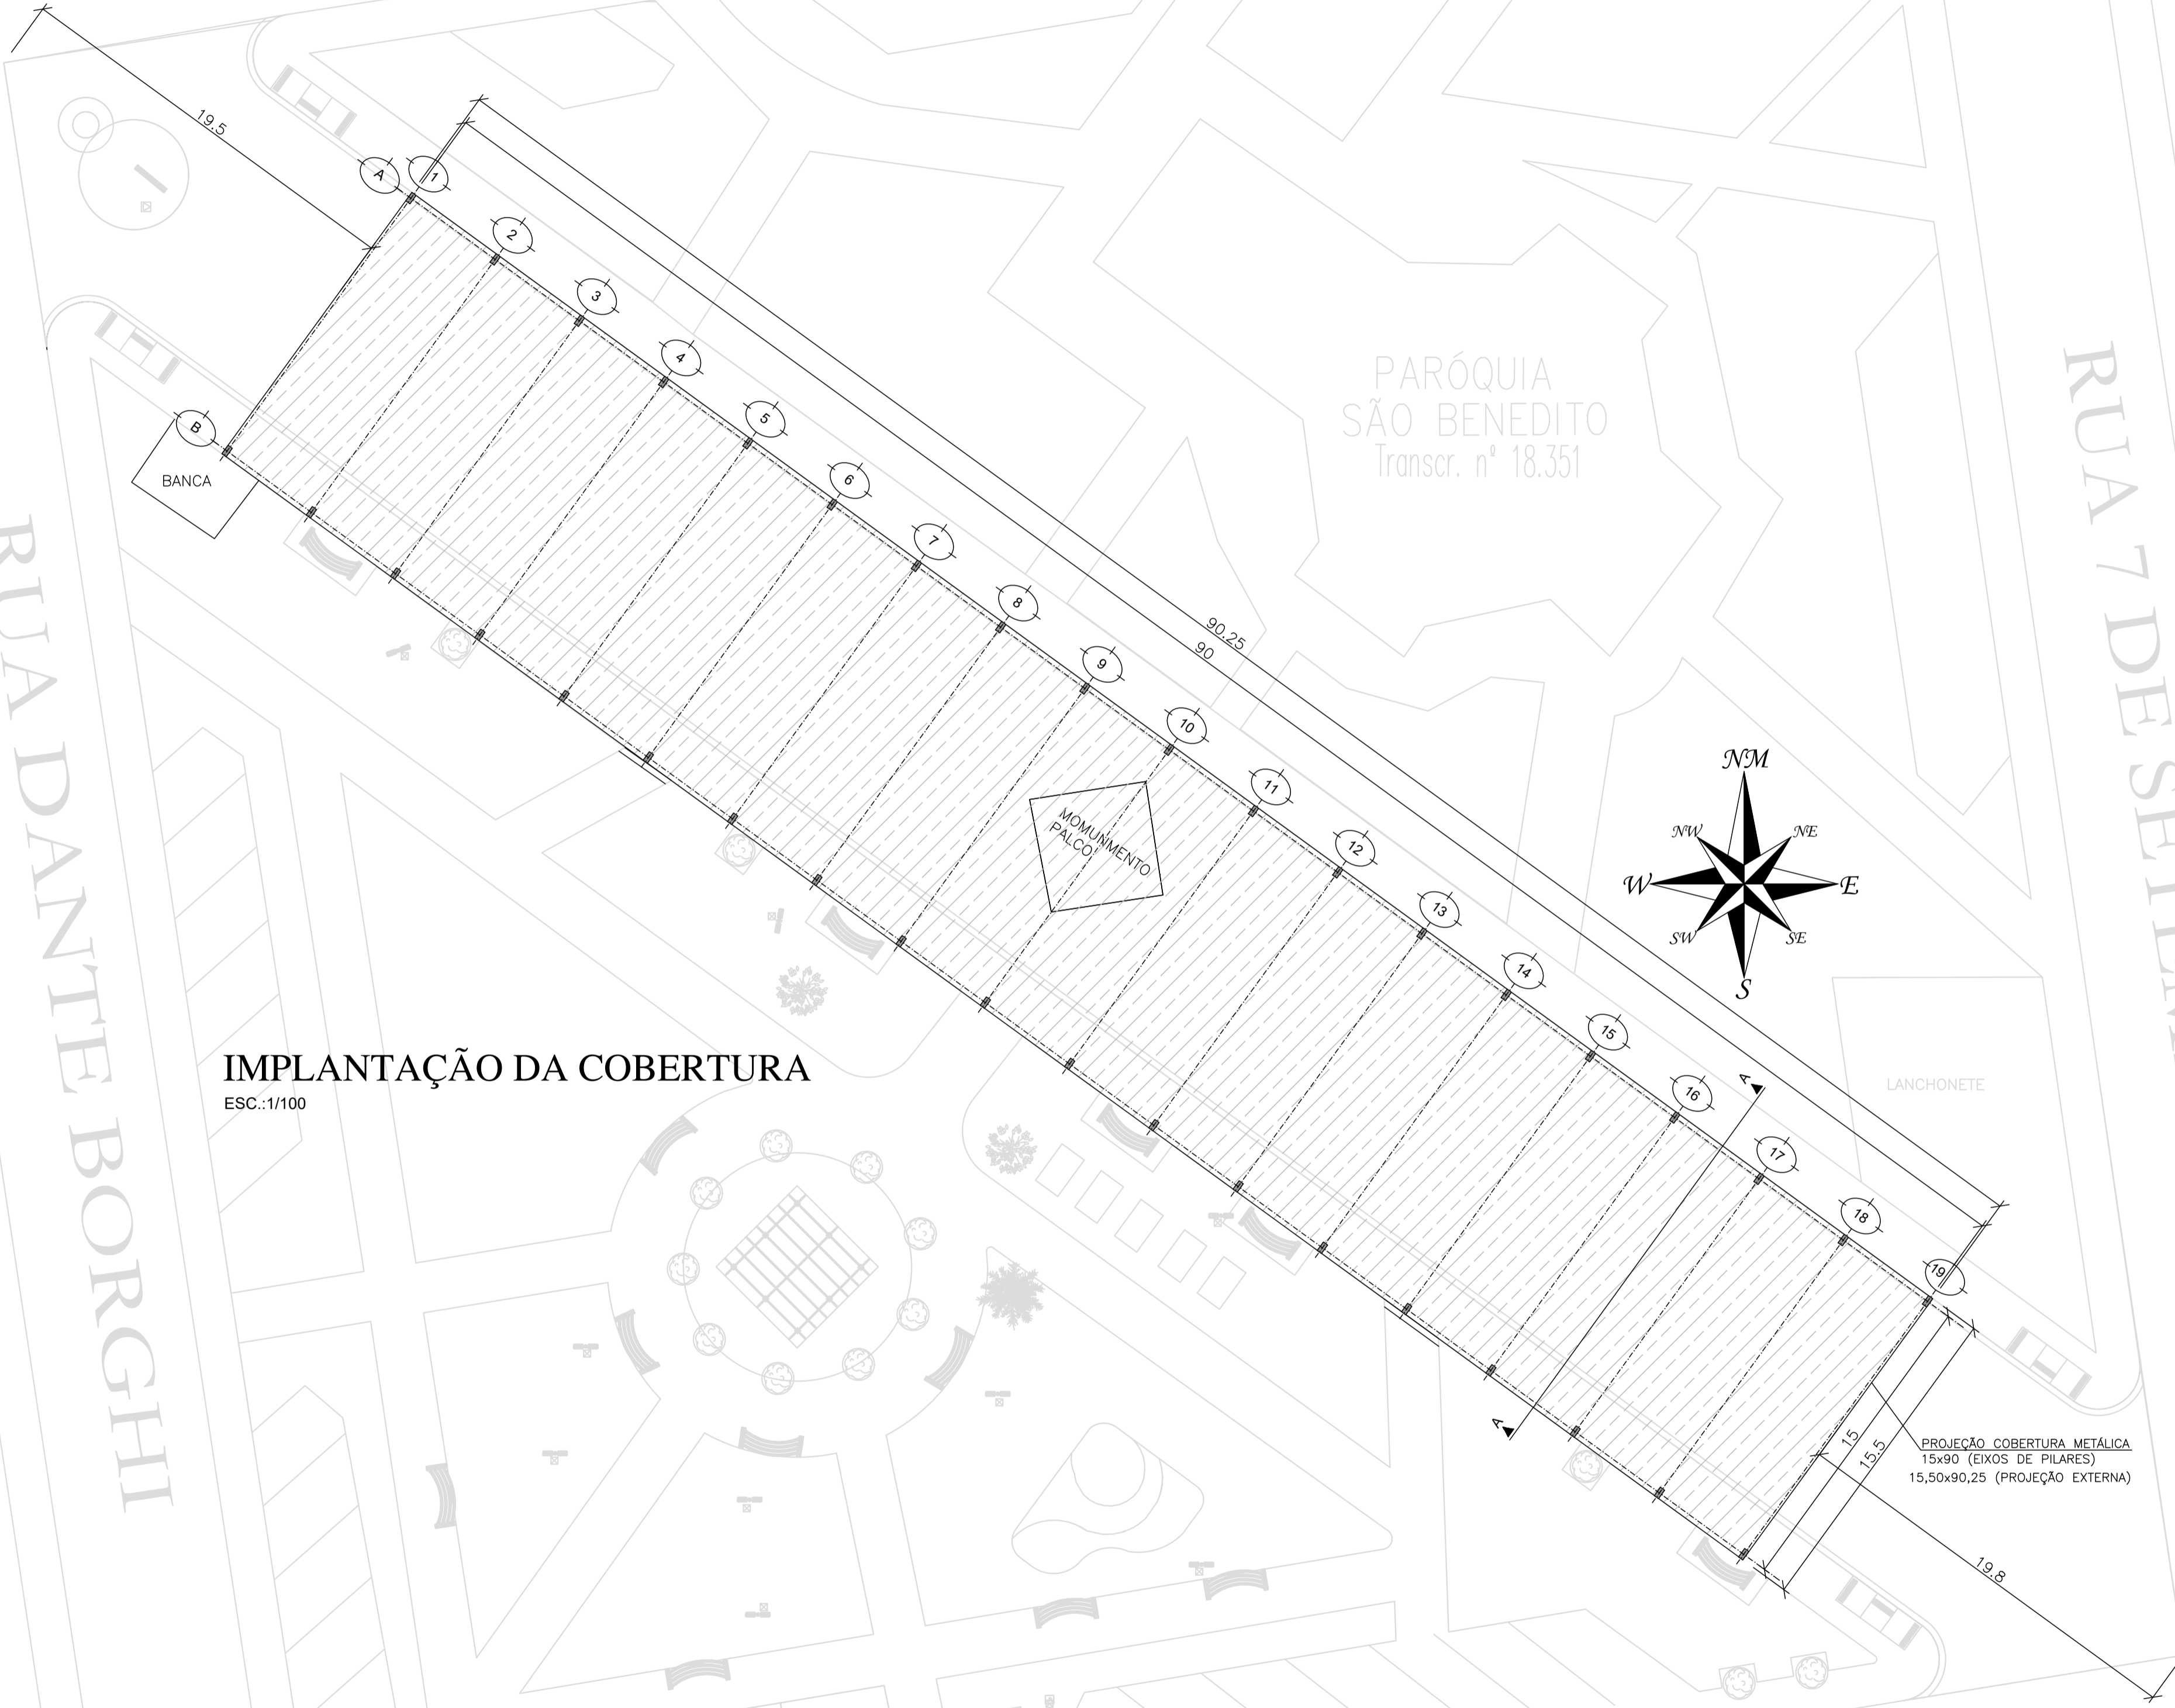 19.5
A
1
2
3
4
5
6
7
8
9
10
11
12
13
14
15
16
17
18
19
B
BANCA
90.25
90
PARÓQUIA
SÃO BENEDITO
Transcr. nº 18.351
RUA 7 DE
RUA DANTE BORGHI
MOMUNMENTO
PALCO
NM
NW
NE
W
E
SW
SE
S
IMPLANTAÇÃO DA COBERTURA
ESC.:1/100
LANCHONETE
A
A
15
15.5
PROJEÇÃO COBERTURA METÁLICA
15x90 (EIXOS DE PILARES)
15,50x90,25 (PROJEÇÃO EXTERNA)
19.8